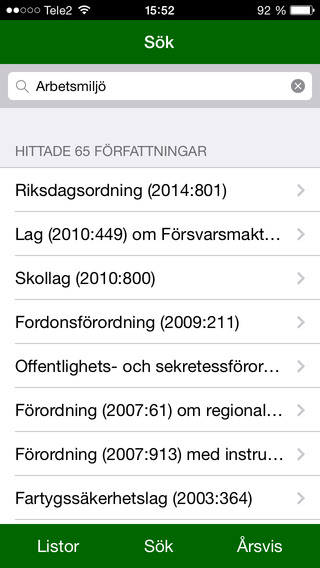 Tele2 15:52 92 %
Sök
Arbetsmiljö
HITTADE 65 FÖRFATTNINGAR
Riksdagsordning (2014:801)
Lag (2010:449) om Försvarsmakt…
Skollag (2010:800)
Fordonsförordning (2009:211)
Offentlighets- och sekretessföror…
Förordning (2007:61) om regional…
Förordning (2007:913) med instru…
Fartygssäkerhetslag (2003:364)
Listor Sök Årsvis